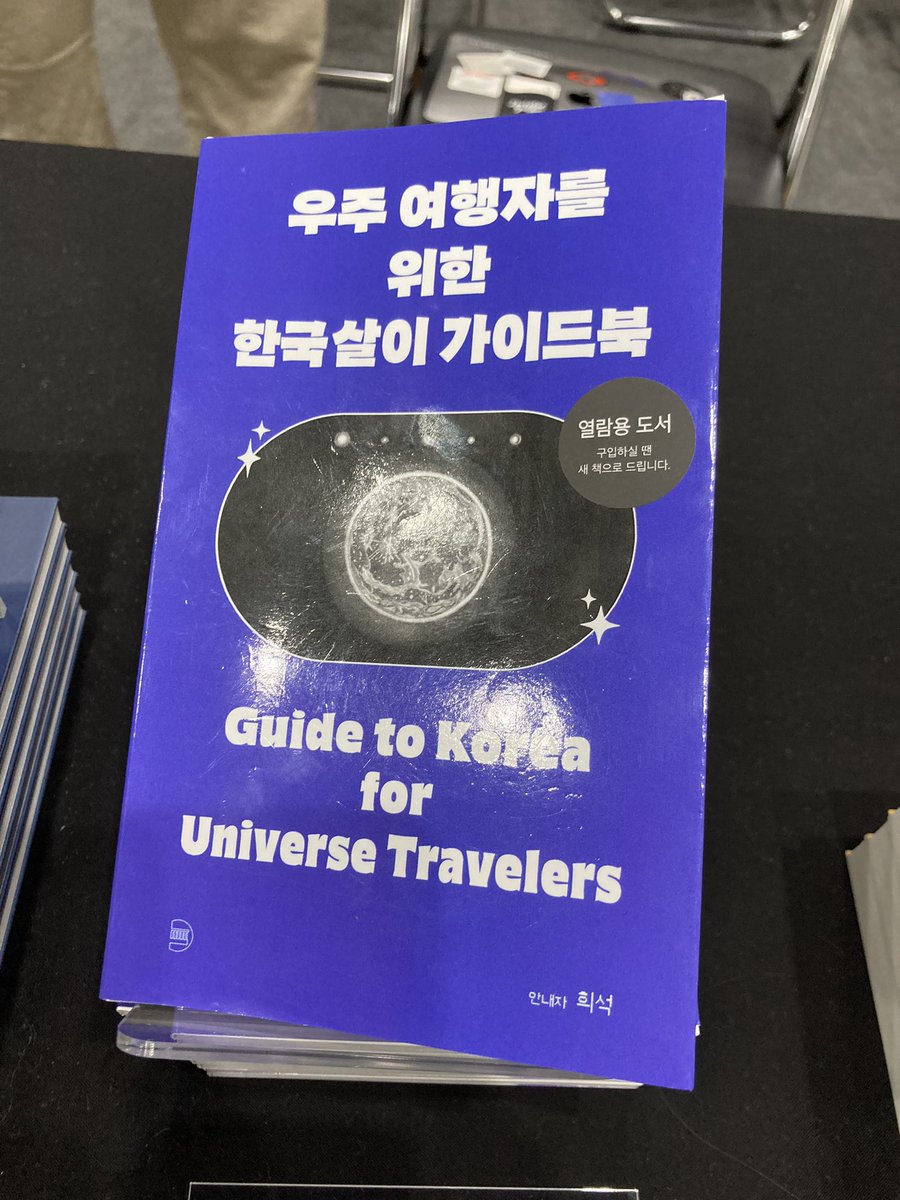 우주 여행자를
위한
한국살이 가이드북
열람용 도서
구입하실 땐
새 책으로 드립니다.
Guide to Korea
for
Universe Travelers
안내자 희석